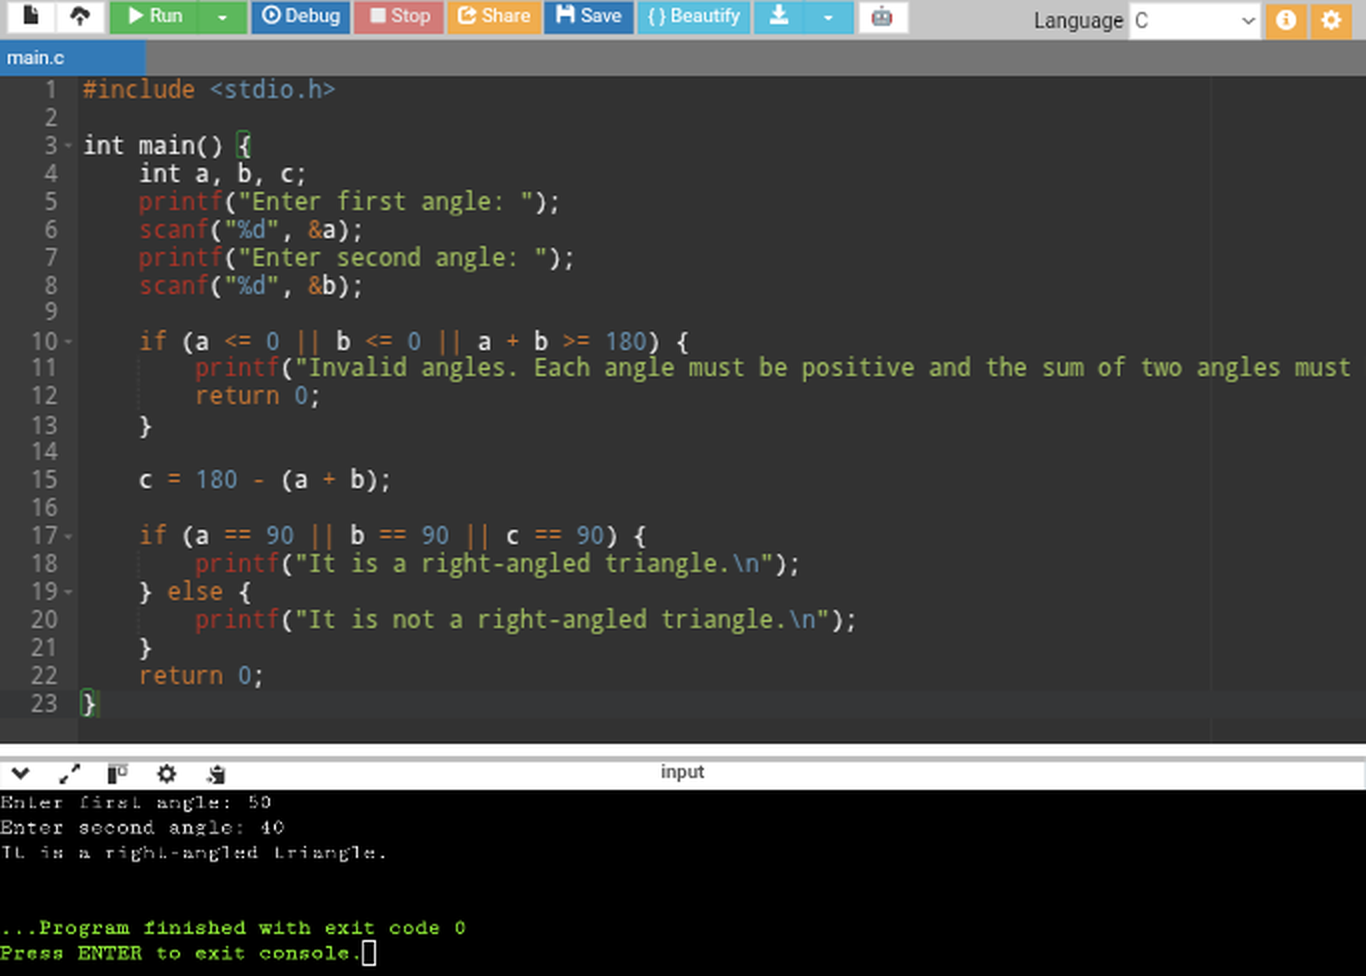 Run Debug Stop Share Save { } Beautify Language C
main.c
1 #include <stdio.h>
2
3 int main() {
4     int a, b, c;
5     printf("Enter first angle: ");
6     scanf("%d", &a);
7     printf("Enter second angle: ");
8     scanf("%d", &b);
9
10     if (a <= 0 || b <= 0 || a + b >= 180) {
11         printf("Invalid angles. Each angle must be positive and the sum of two angles must
12         return 0;
13     }
14
15     c = 180 - (a + b);
16
17     if (a == 90 || b == 90 || c == 90) {
18         printf("It is a right-angled triangle.\n");
19     } else {
20         printf("It is not a right-angled triangle.\n");
21     }
22     return 0;
23 }
input
Enter first angle: 50
Enter second angle: 40
It is a right-angled triangle.
...Program finished with exit code 0
Press ENTER to exit console.